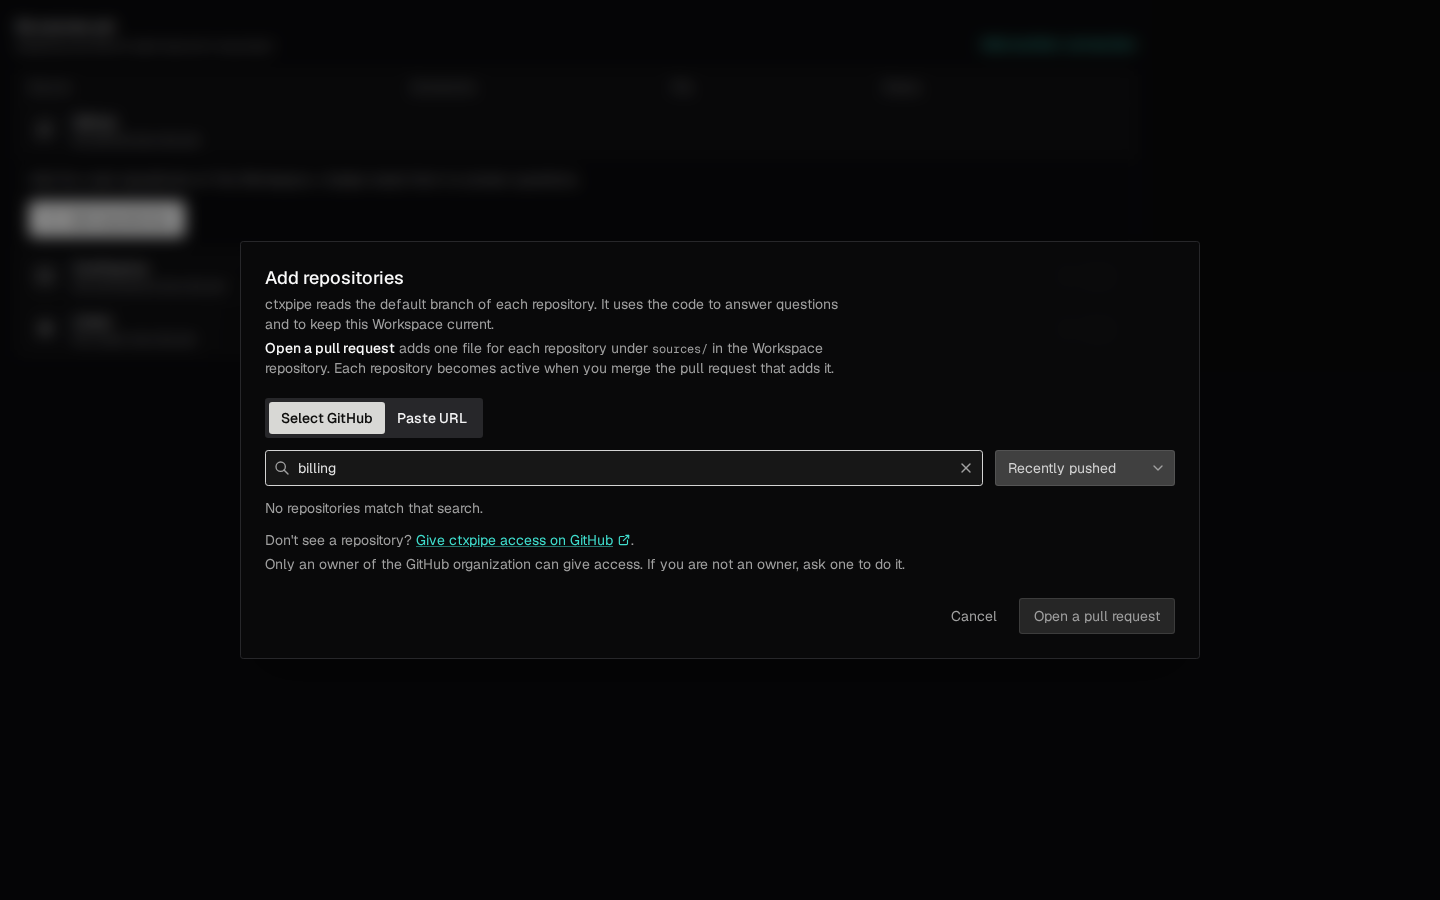 Add repositories
ctxpipe reads the default branch of each repository. It uses the code to answer questions
and to keep this Workspace current.
Open a pull request adds one file for each repository under sources/ in the Workspace
repository. Each repository becomes active when you merge the pull request that adds it.
Select GitHub Paste URL
billing Recently pushed
No repositories match that search.
Don't see a repository? Give ctxpipe access on GitHub.
Only an owner of the GitHub organization can give access. If you are not an owner, ask one to do it.
Cancel Open a pull request